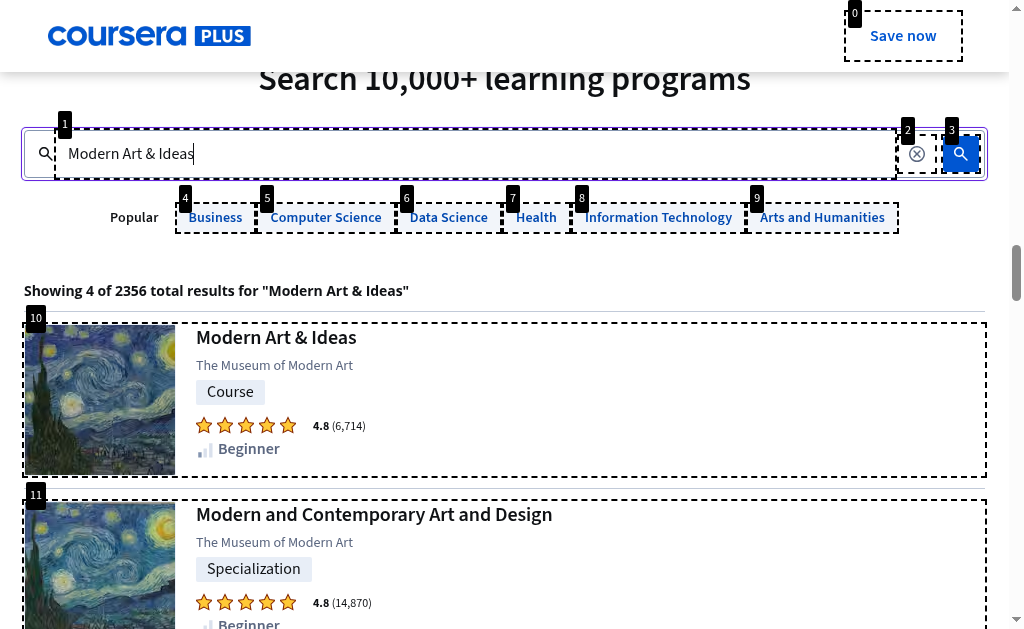 coursera PLUS
0
Save now
Search 10,000+ learning programs
1
Modern Art & Ideas
2
3
Popular
4
Business
5
Computer Science
6
Data Science
7
Health
8
Information Technology
9
Arts and Humanities
Showing 4 of 2356 total results for "Modern Art & Ideas"
10
Modern Art & Ideas
The Museum of Modern Art
Course
4.8 (6,714)
Beginner
11
Modern and Contemporary Art and Design
The Museum of Modern Art
Specialization
4.8 (14,870)
Beginner